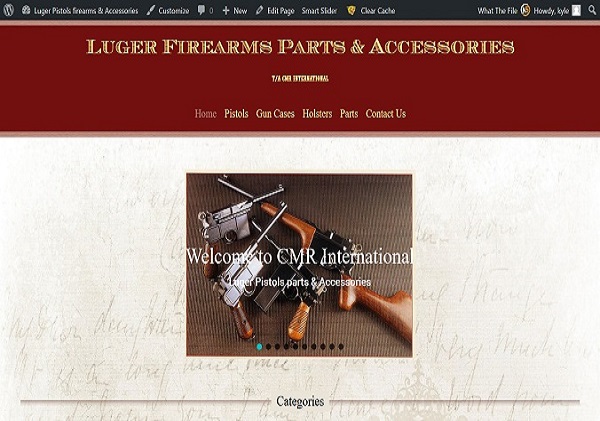 Luger Pistols firearms & Accessories Customize 0 New Edit Page Smart Slider Clear Cache What The File Howdy, kyle
LUGER FIREARMS PARTS & ACCESSORIES
T/A CMR INTERNATIONAL
Home Pistols Gun Cases Holsters Parts Contact Us
Welcome to CMR International
Luger Pistols parts & Accessories
Categories